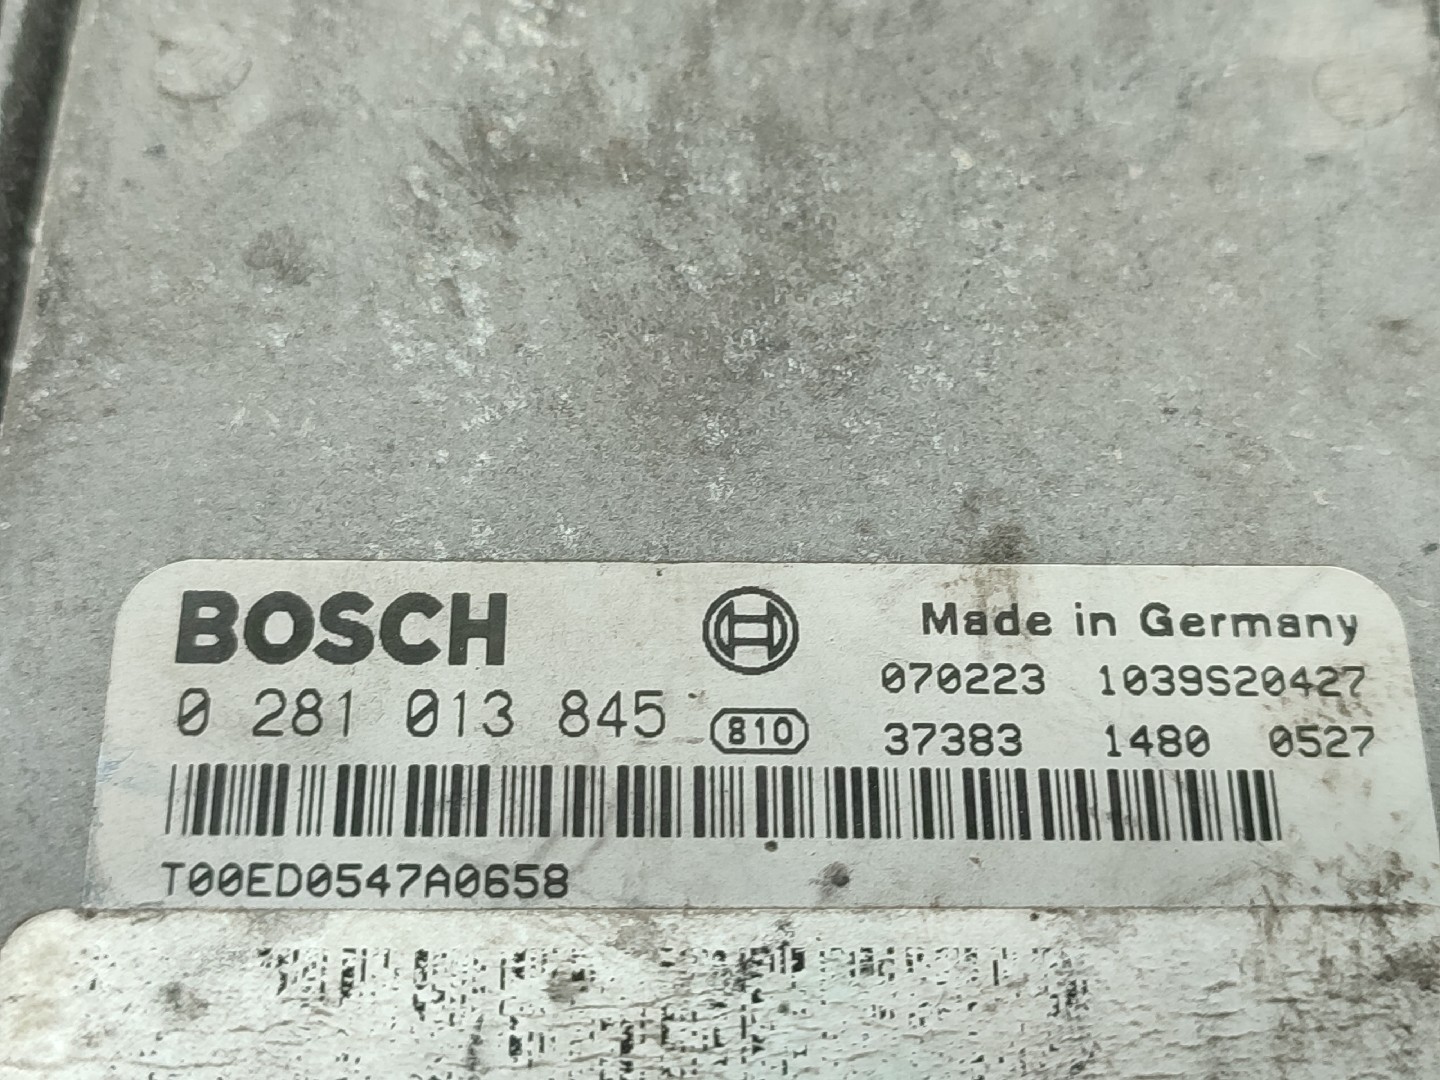 BOSCH
Made in Germany
0 281 013 845
810
070223 1039S20427
37383 1480 0527
T00ED0547A0658